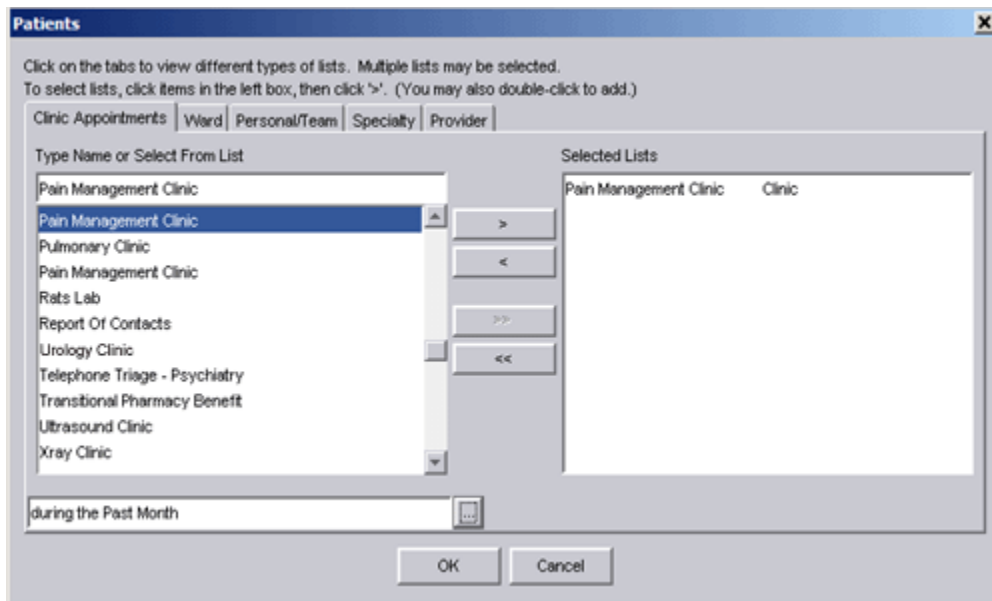 Patients
Click on the tabs to view different types of lists. Multiple lists may be selected.
To select lists, click items in the left box, then click '>'. (You may also double-click to add.)
Clinic Appointments Ward Personal/Team Specialty Provider
Type Name or Select From List
Selected Lists
Pain Management Clinic
Pain Management Clinic Clinic
Pain Management Clinic
Pulmonary Clinic
Pain Management Clinic
Rats Lab
Report Of Contacts
Urology Clinic
Telephone Triage - Psychiatry
Transitional Pharmacy Benefit
Ultrasound Clinic
Xray Clinic
>
<
>>
<<
during the Past Month
...
OK
Cancel